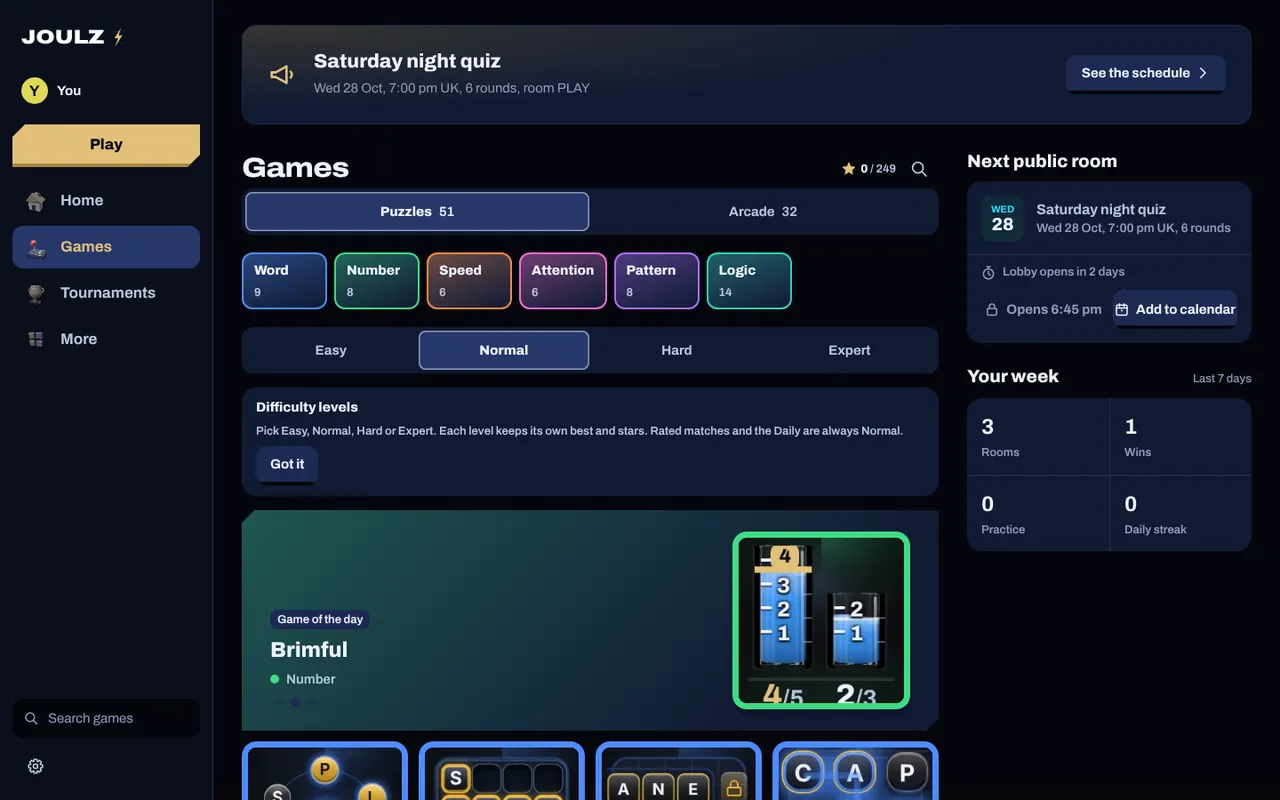 JOULZ
Y You
Play
Home
Games
Tournaments
More
Search games
Saturday night quiz
Wed 28 Oct, 7:00 pm UK, 6 rounds, room PLAY
See the schedule
Games
0 / 249
Puzzles 51
Arcade 32
Word
9
Number
8
Speed
6
Attention
6
Pattern
8
Logic
14
Easy
Normal
Hard
Expert
Difficulty levels
Pick Easy, Normal, Hard or Expert. Each level keeps its own best and stars. Rated matches and the Daily are always Normal.
Got it
Game of the day
Brimful
Number
4
3
2
1
2
1
4/5
2/3
S
P
L
S
A N E
C A P
Next public room
WED
28
Saturday night quiz
Wed 28 Oct, 7:00 pm UK, 6 rounds
Lobby opens in 2 days
Opens 6:45 pm
Add to calendar
Your week
Last 7 days
3
Rooms
1
Wins
0
Practice
0
Daily streak